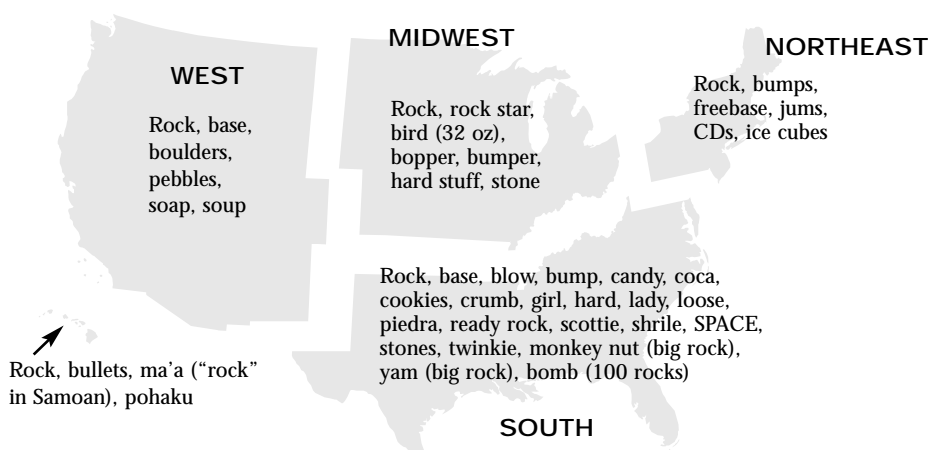 WEST
Rock, base,
boulders,
pebbles,
soap, soup
MIDWEST
Rock, rock star,
bird (32 oz),
bopper, bumper,
hard stuff, stone
NORTHEAST
Rock, bumps,
freebase, jums,
CDs, ice cubes
Rock, bullets, ma’a (“rock”
in Samoan), pohaku
Rock, base, blow, bump, candy, coca,
cookies, crumb, girl, hard, lady, loose,
piedra, ready rock, scottie, shrile, SPACE,
stones, twinkie, monkey nut (big rock),
yam (big rock), bomb (100 rocks)
SOUTH